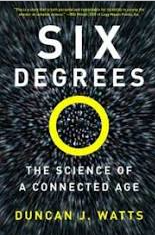 SIX
DEGREES
THE SCIENCE OF
A CONNECTED AGE
DUNCAN J. WATTS